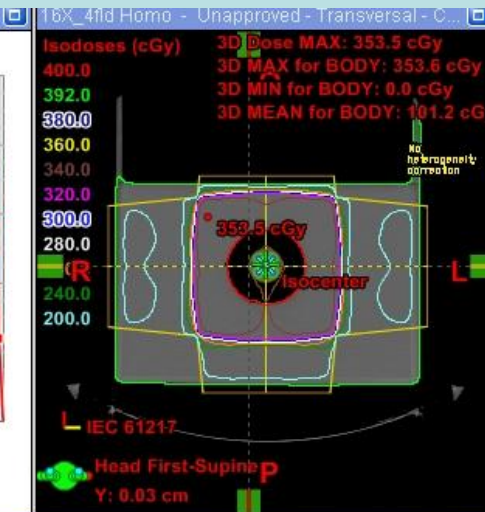 16X_4fld Homo - Unapproved - Transversal - C...
Isodoses (cGy)
400.0
392.0
380.0
360.0
340.0
320.0
300.0
280.0
240.0
200.0
3D Dose MAX: 353.5 cGy
3D MAX for BODY: 353.6 cGy
3D MIN for BODY: 0.0 cGy
3D MEAN for BODY: 101.2 cG
No
heterogeneity
correction
353.5 cGy
R
Isocenter
L
IEC 61217
Head First-Supine
P
Y: 0.03 cm